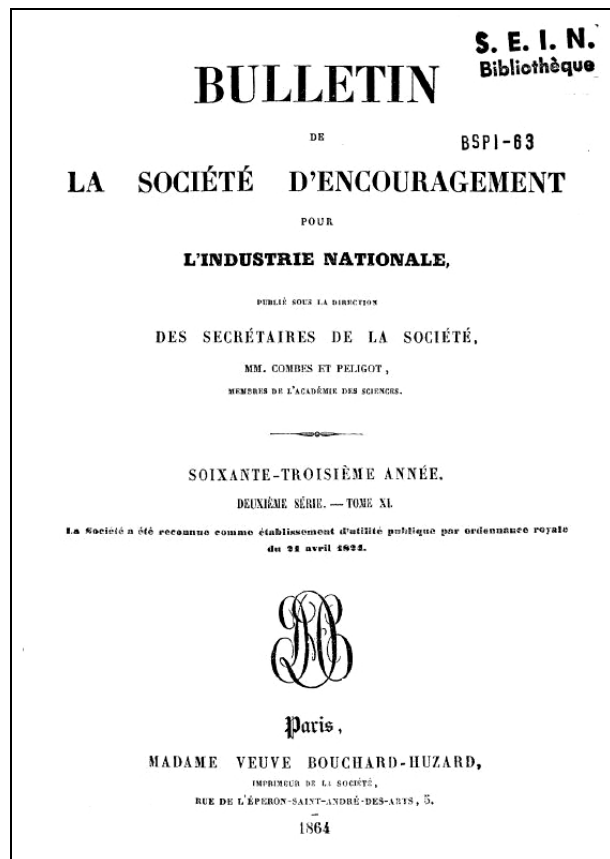 S. E. I. N.
Bibliothèque
BULLETIN
DE
BSPI-63
LA SOCIÉTÉ D'ENCOURAGEMENT
POUR
L'INDUSTRIE NATIONALE,
PUBLIÉ SOUS LA DIRECTION
DES SECRÉTAIRES DE LA SOCIÉTÉ,
MM. COMBES ET PELIGOT,
MEMBRES DE L'ACADÉMIE DES SCIENCES.
SOIXANTE-TROISIÈME ANNÉE.
DEUXIÈME SÉRIE. — TOME XI.
La Société a été reconnue comme établissement d'utilité publique par ordonnance royale
du 21 avril 1824.
Paris,
MADAME VEUVE BOUCHARD-HUZARD,
IMPRIMEUR DE LA SOCIÉTÉ,
RUE DE L'ÉPERON-SAINT-ANDRÉ-DES-ARTS, 5.
1864